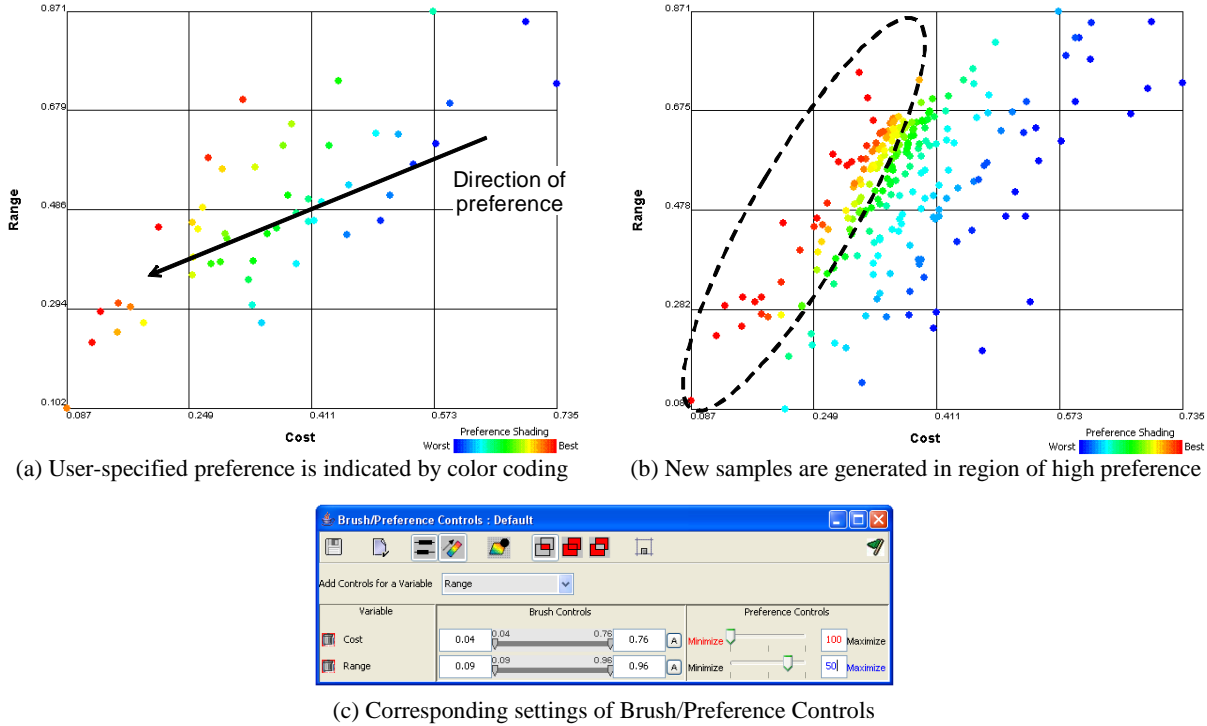 0.871
0.679
0.486
0.294
0.102
Range
0.087
0.249
0.411
0.573
0.735
Cost
Direction of
preference
Preference Shading
Worst
Best
(a) User-specified preference is indicated by color coding
0.871
0.675
0.478
0.282
Range
0.087
0.249
0.411
0.573
0.735
Cost
Preference Shading
Worst
Best
(b) New samples are generated in region of high preference
Brush/Preference Controls : Default
Add Controls for a Variable
Range
Variable
Brush Controls
Preference Controls
Cost
0.04
0.04
0.76
0.76
A
Minimize
100
Maximize
Range
0.09
0.09
0.96
0.96
A
Minimize
50
Maximize
(c) Corresponding settings of Brush/Preference Controls